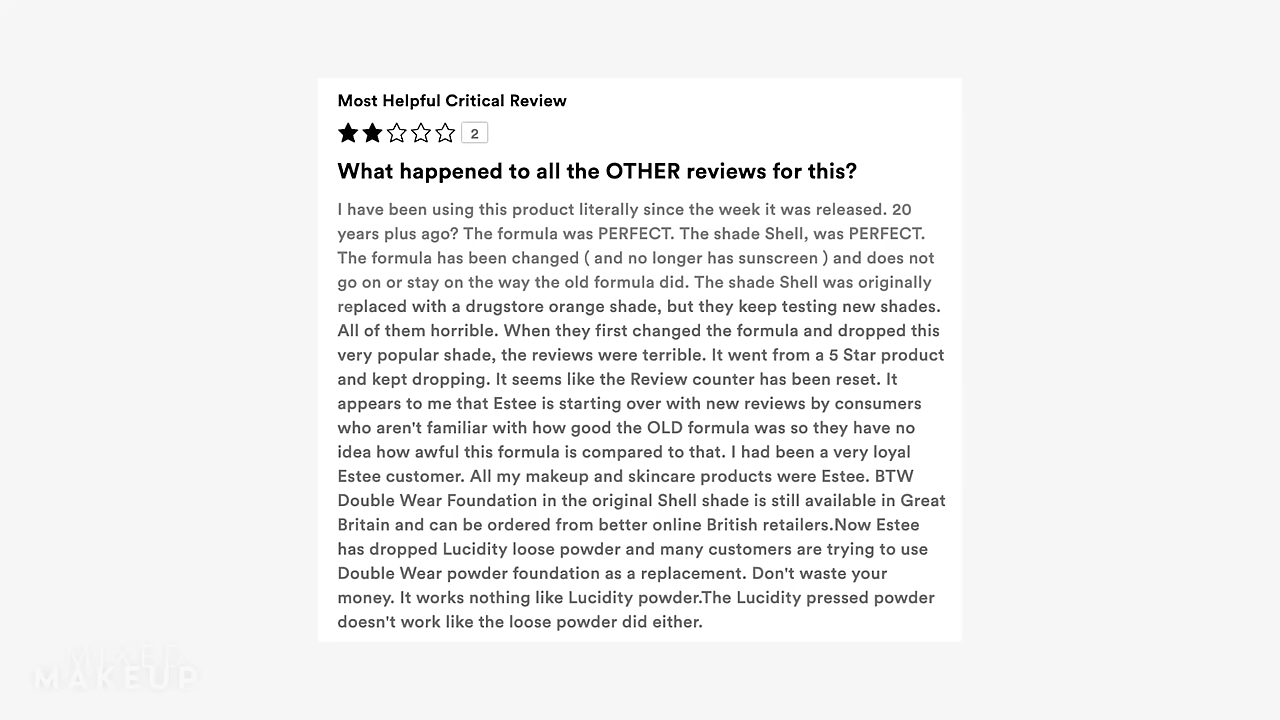 Most Helpful Critical Review
2
What happened to all the OTHER reviews for this?
I have been using this product literally since the week it was released. 20
years plus ago? The formula was PERFECT. The shade Shell, was PERFECT.
The formula has been changed ( and no longer has sunscreen ) and does not
go on or stay on the way the old formula did. The shade Shell was originally
replaced with a drugstore orange shade, but they keep testing new shades.
All of them horrible. When they first changed the formula and dropped this
very popular shade, the reviews were terrible. It went from a 5 Star product
and kept dropping. It seems like the Review counter has been reset. It
appears to me that Estee is starting over with new reviews by consumers
who aren't familiar with how good the OLD formula was so they have no
idea how awful this formula is compared to that. I had been a very loyal
Estee customer. All my makeup and skincare products were Estee. BTW
Double Wear Foundation in the original Shell shade is still available in Great
Britain and can be ordered from better online British retailers.Now Estee
has dropped Lucidity loose powder and many customers are trying to use
Double Wear powder foundation as a replacement. Don't waste your
money. It works nothing like Lucidity powder.The Lucidity pressed powder
doesn't work like the loose powder did either.
MAKEUP